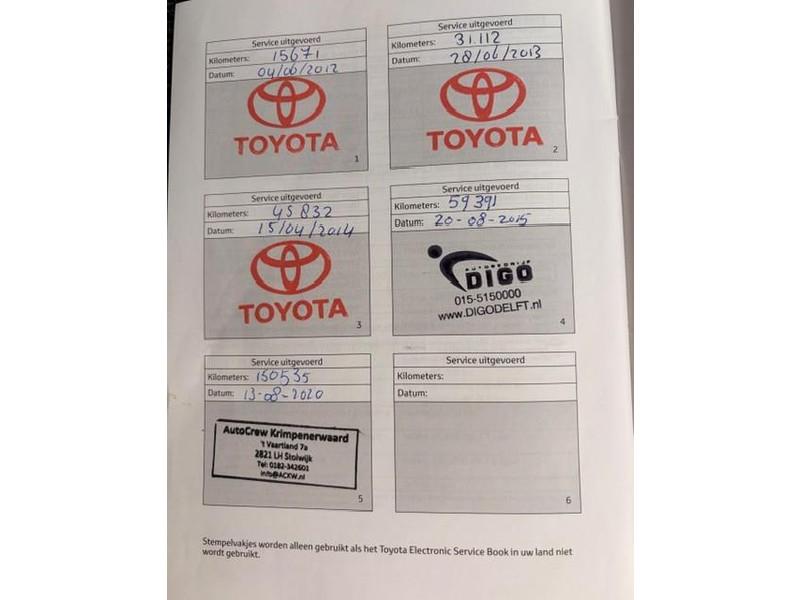 Service uitgevoerd
Kilometers: 15671
Datum: 04/06/2012
TOYOTA
1
Service uitgevoerd
Kilometers: 31.112
Datum: 28/06/2013
TOYOTA
2
Service uitgevoerd
Kilometers: 45832
Datum: 15/04/2014
TOYOTA
3
Service uitgevoerd
Kilometers: 59391
Datum: 20-08-2015
AUTOBEDRIJF
DIGO
015-5150000
www.DIGODELFT.nl
4
Service uitgevoerd
Kilometers: 150535
Datum: 13-08-2020
AutoCrew Krimpenerwaard
't Vaartland 7a
2821 LH Stolwijk
Tel: 0182-342601
info@ACKW.nl
5
Service uitgevoerd
Kilometers:
Datum:
6
Stempelvakjes worden alleen gebruikt als het Toyota Electronic Service Book in uw land niet
wordt gebruikt.